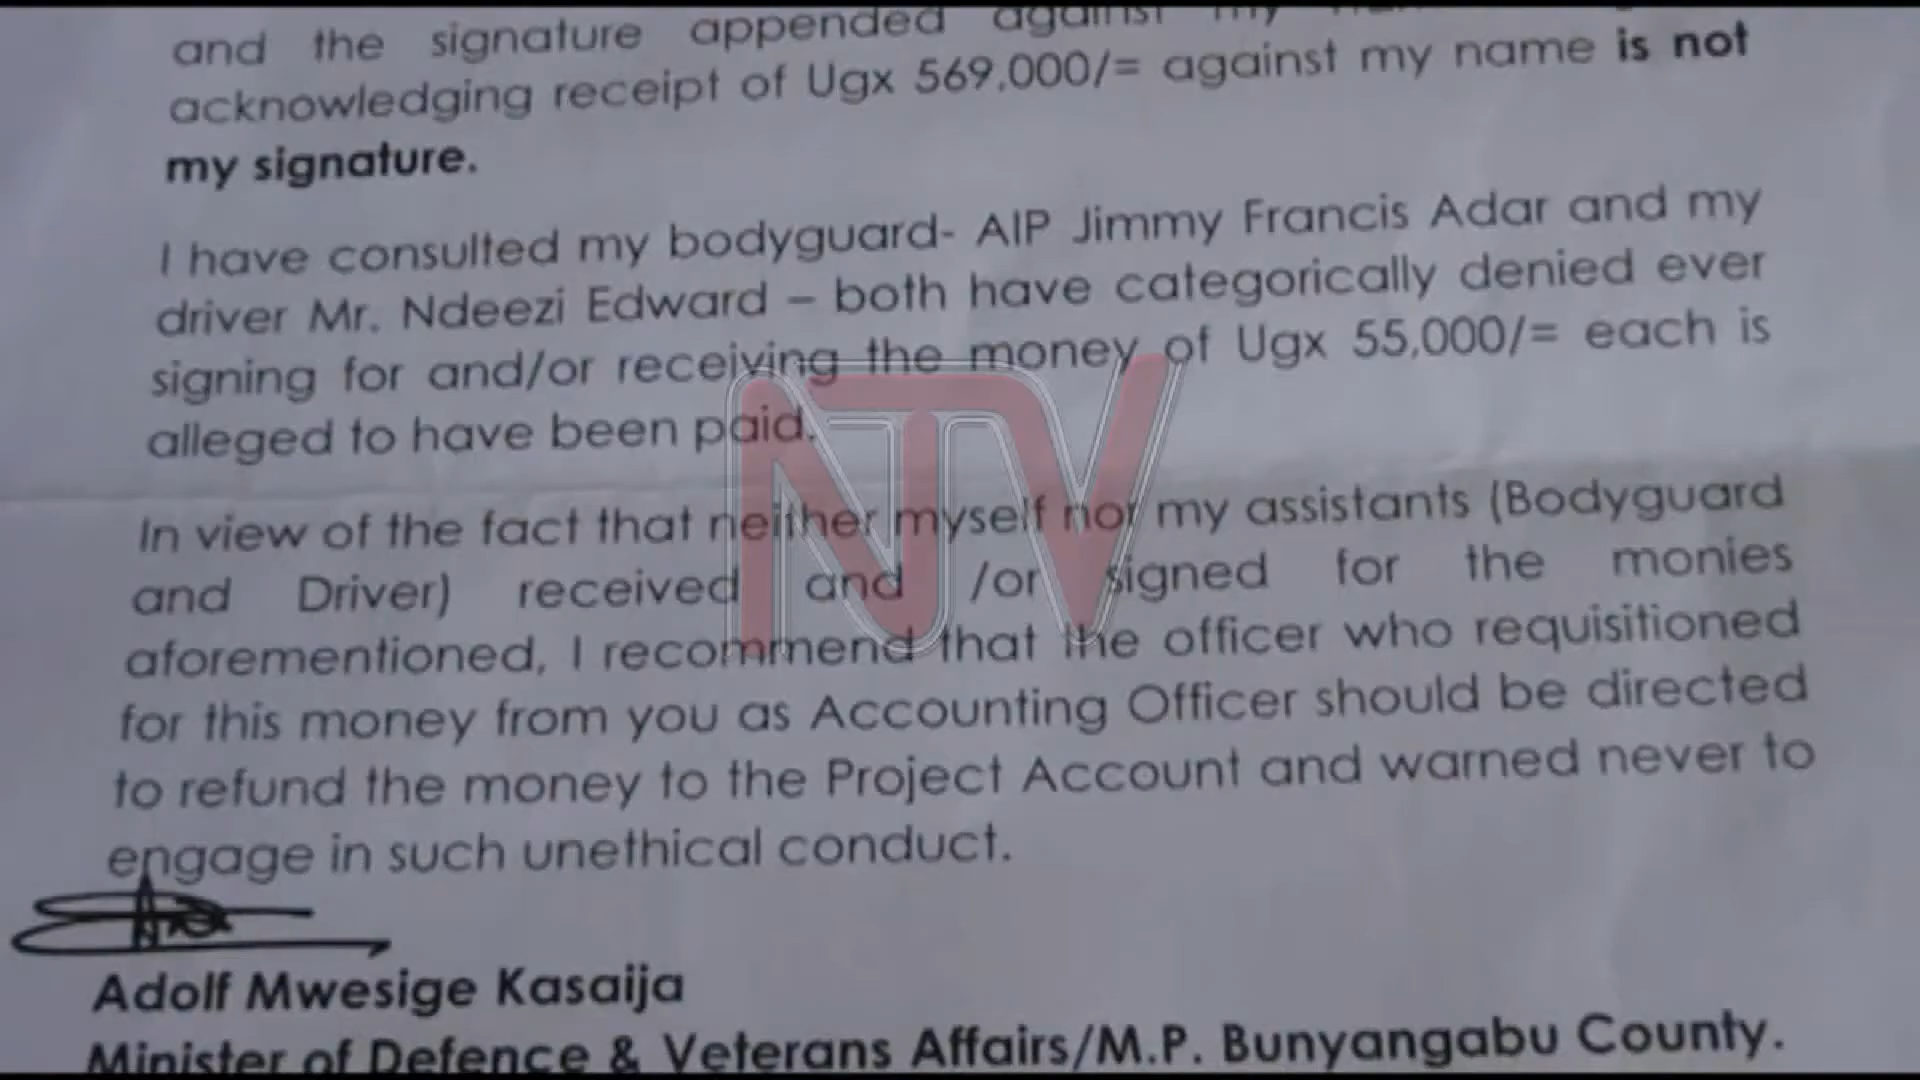 and the signature appended against my
acknowledging receipt of Ugx 569,000/= against my name is not
my signature.
I have consulted my bodyguard- AIP Jimmy Francis Adar and my
driver Mr. Ndeezi Edward – both have categorically denied ever
signing for and/or receiving the money of Ugx 55,000/= each is
alleged to have been paid.
In view of the fact that neither myself nor my assistants (Bodyguard
and Driver) received and /or signed for the monies
aforementioned, I recommend that the officer who requisitioned
for this money from you as Accounting Officer should be directed
to refund the money to the Project Account and warned never to
engage in such unethical conduct.
Adolf Mwesige Kasaija
Minister of Defence & Veterans Affairs/M.P. Bunyangabu County.
NTV